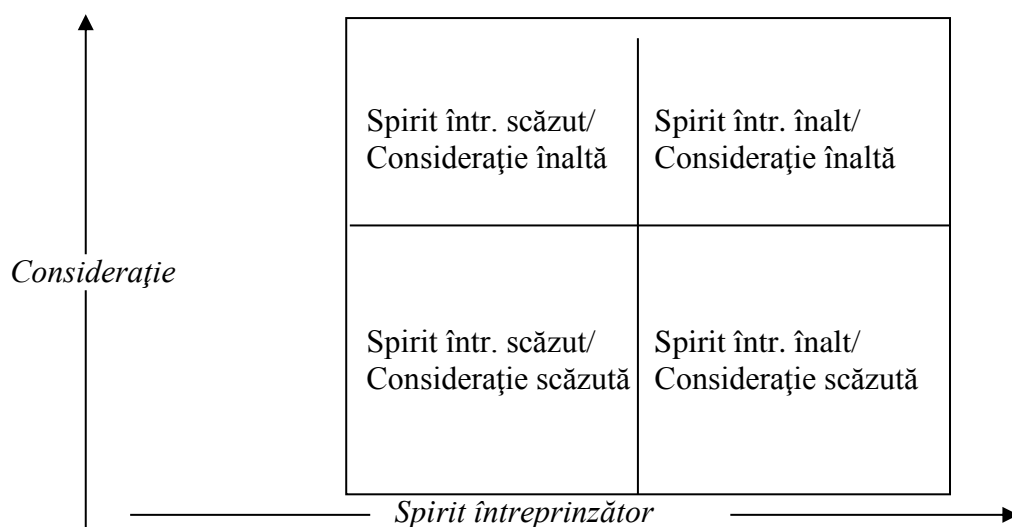 Spirit într. scăzut/
Consideraţie înaltă
Spirit într. înalt/
Consideraţie înaltă
Consideraţie
Spirit într. scăzut/
Consideraţie scăzută
Spirit într. înalt/
Consideraţie scăzută
Spirit întreprinzător